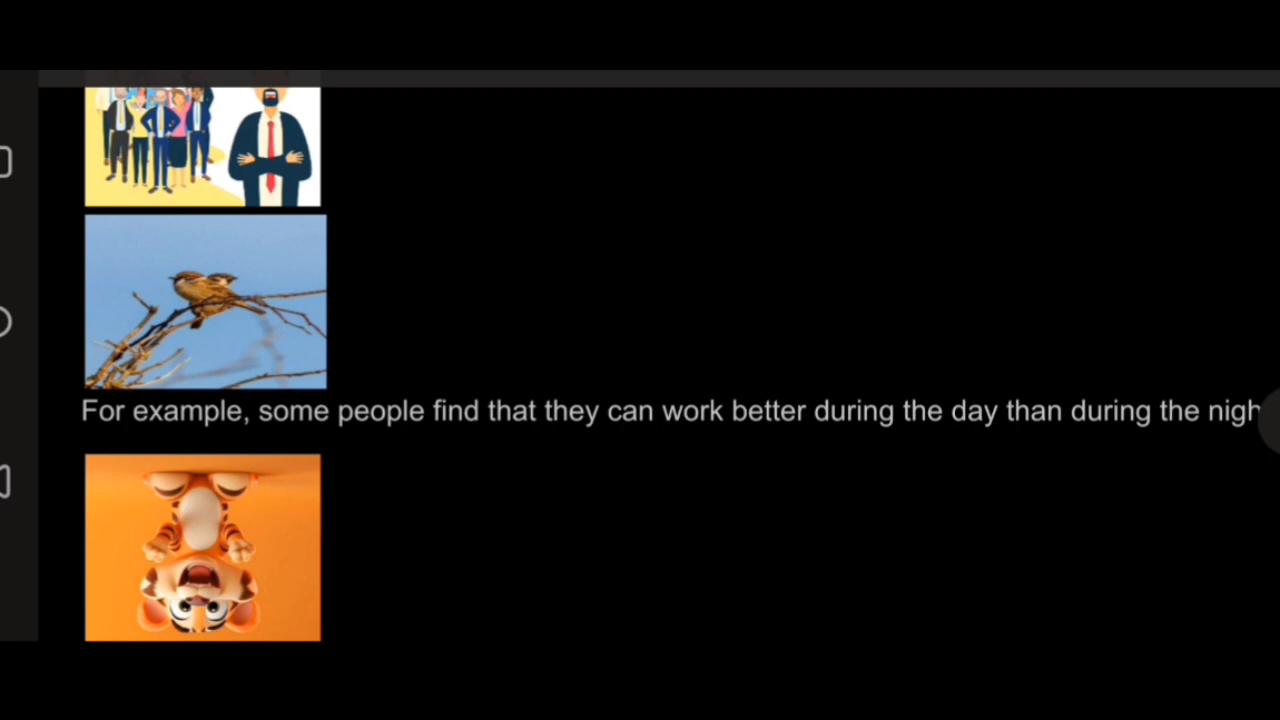 For example, some people find that they can work better during the day than during the nigh